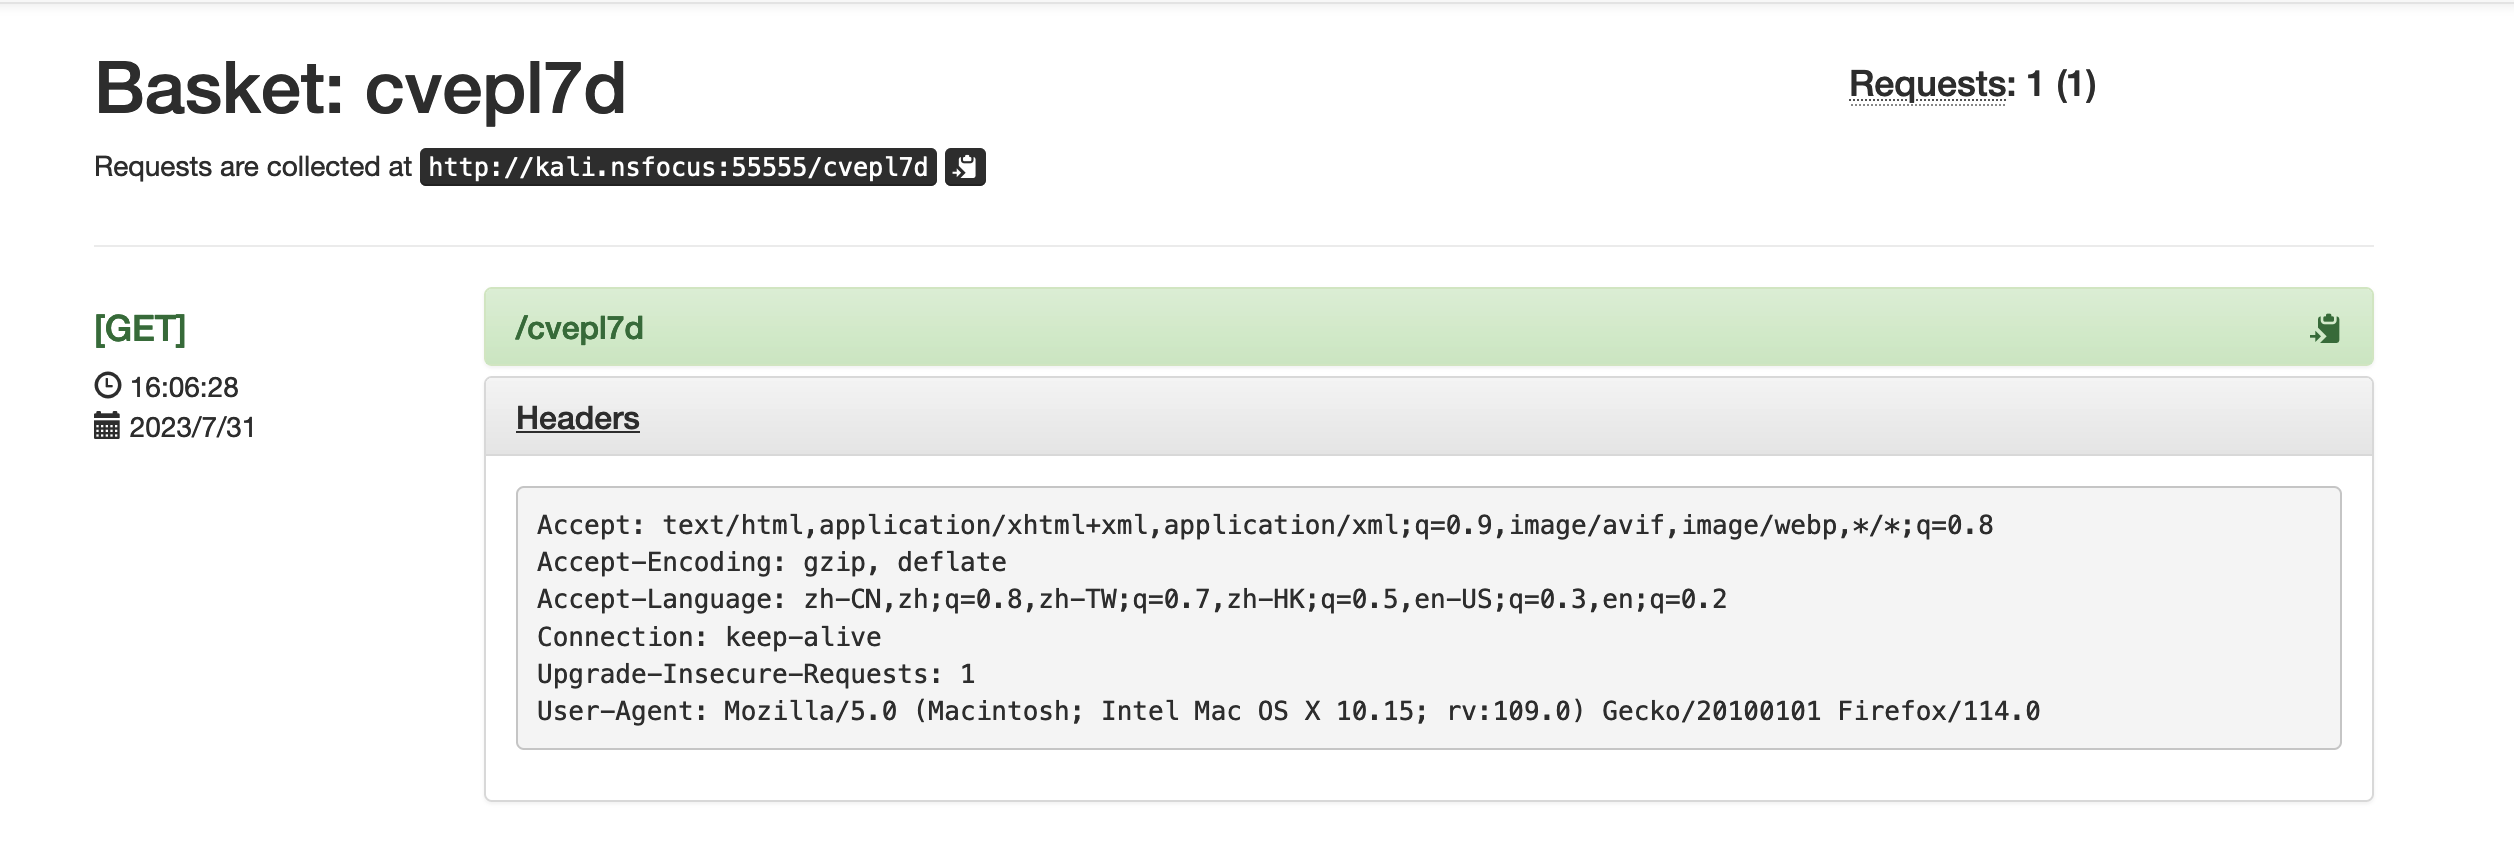 Basket: cvepl7d
Requests: 1 (1)
Requests are collected at http://kali.nsfocus:55555/cvepl7d
[GET]
16:06:28
2023/7/31
/cvepl7d
Headers
Accept: text/html,application/xhtml+xml,application/xml;q=0.9,image/avif,image/webp,*/*;q=0.8
Accept-Encoding: gzip, deflate
Accept-Language: zh-CN,zh;q=0.8,zh-TW;q=0.7,zh-HK;q=0.5,en-US;q=0.3,en;q=0.2
Connection: keep-alive
Upgrade-Insecure-Requests: 1
User-Agent: Mozilla/5.0 (Macintosh; Intel Mac OS X 10.15; rv:109.0) Gecko/20100101 Firefox/114.0